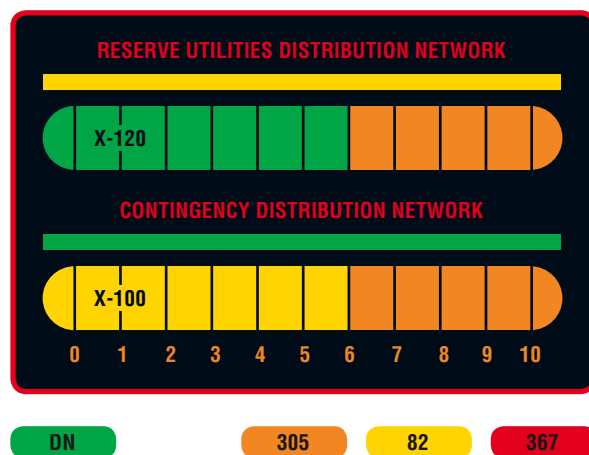 RESERVE UTILITIES DISTRIBUTION NETWORK
X-120
CONTINGENCY DISTRIBUTION NETWORK
X-100
0 1 2 3 4 5 6 7 8 9 10
DN 305 82 367